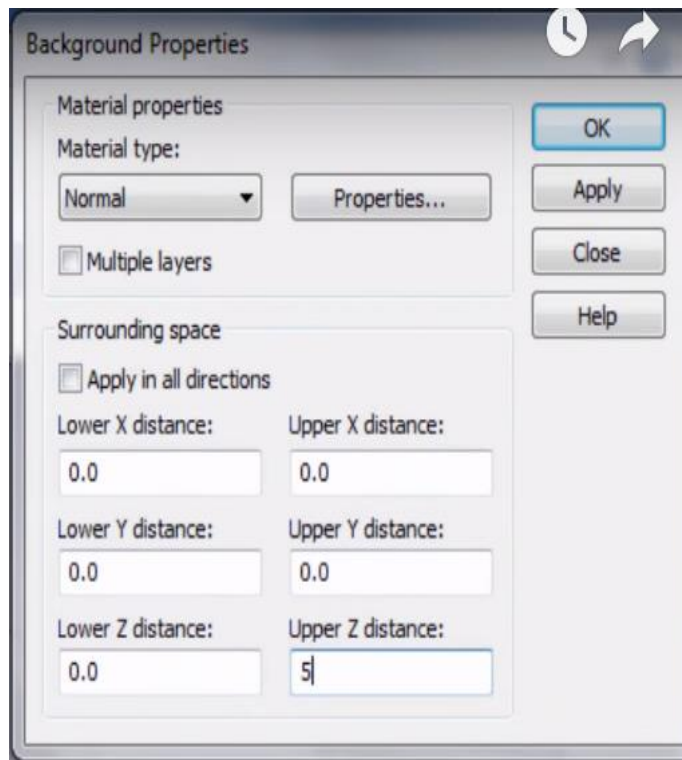 Background Properties
Material properties
Material type:
Normal
Properties...
Multiple layers
OK
Apply
Close
Help
Surrounding space
Apply in all directions
Lower X distance: Upper X distance:
0.0 0.0
Lower Y distance: Upper Y distance:
0.0 0.0
Lower Z distance: Upper Z distance:
0.0 5